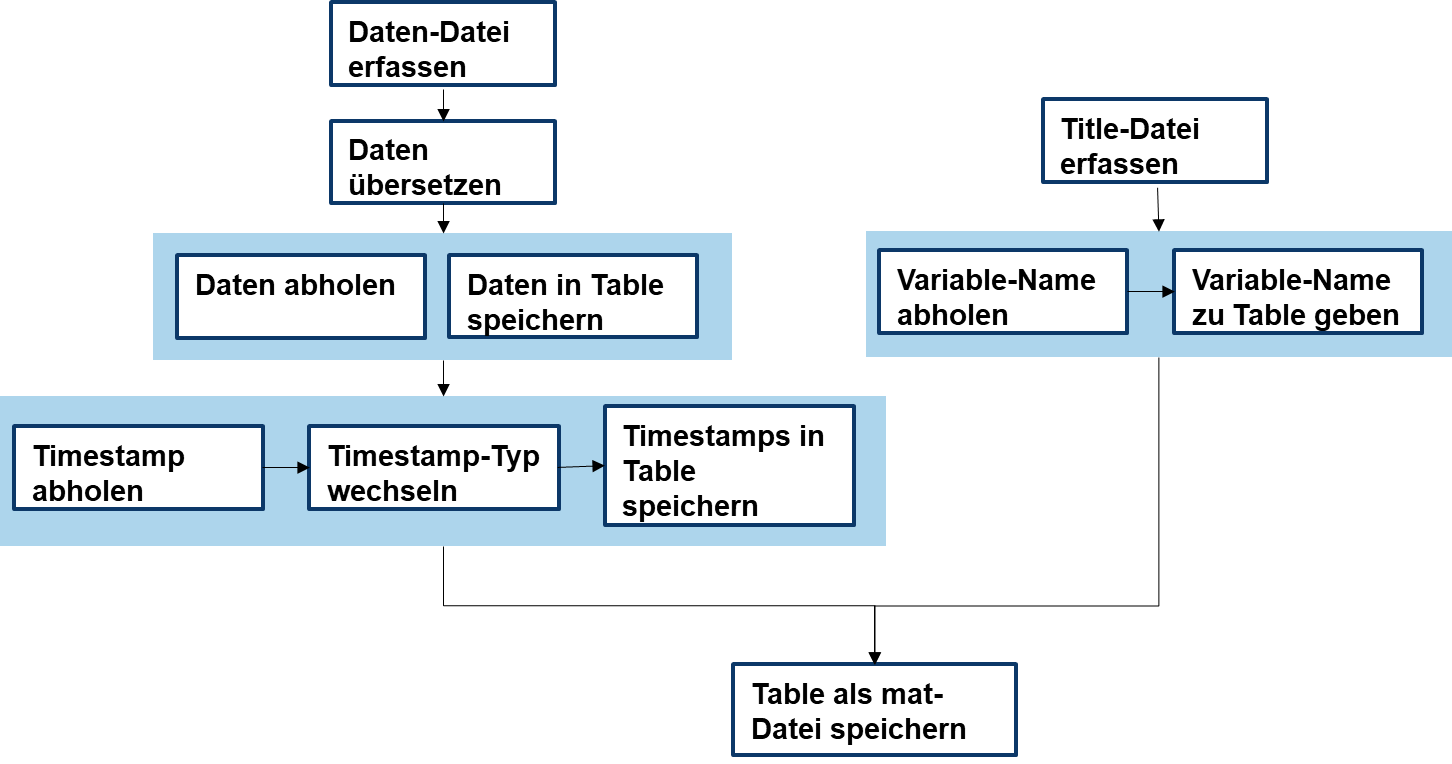 Daten-Datei
erfassen
Daten
übersetzen
Daten abholen
Daten in Table
speichern
Timestamp
abholen
Timestamp-Typ
wechseln
Timestamps in
Table
speichern
Title-Datei
erfassen
Variable-Name
abholen
Variable-Name
zu Table geben
Table als mat-
Datei speichern